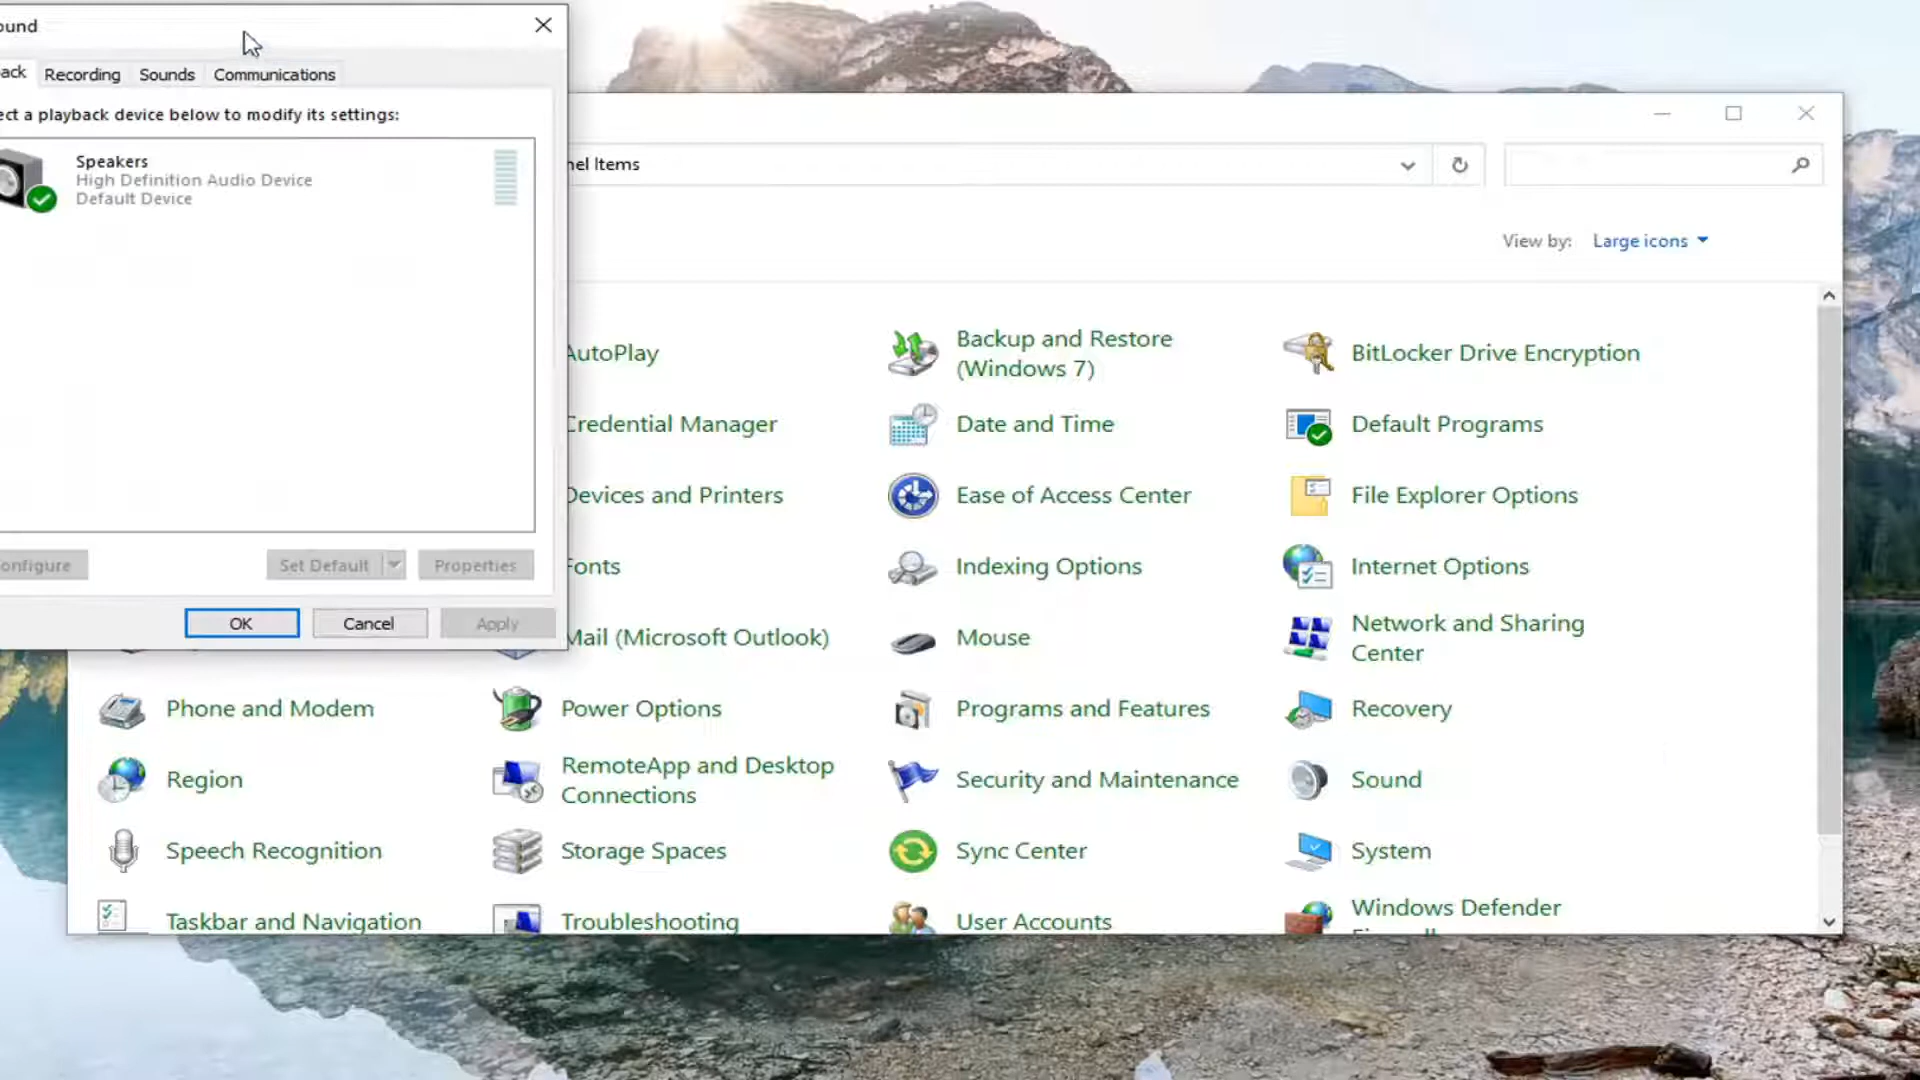 ound
ack Recording Sounds Communications
ect a playback device below to modify its settings:
Speakers
High Definition Audio Device
Default Device
onfigure
Set Default
Properties
OK
Cancel
Apply
nel Items
View by: Large icons
AutoPlay
Backup and Restore
(Windows 7)
BitLocker Drive Encryption
Credential Manager
Date and Time
Default Programs
Devices and Printers
Ease of Access Center
File Explorer Options
Fonts
Indexing Options
Internet Options
Mail (Microsoft Outlook)
Mouse
Network and Sharing
Center
Phone and Modem
Power Options
Programs and Features
Recovery
Region
RemoteApp and Desktop
Connections
Security and Maintenance
Sound
Speech Recognition
Storage Spaces
Sync Center
System
Taskbar and Navigation
Troubleshooting
User Accounts
Windows Defender